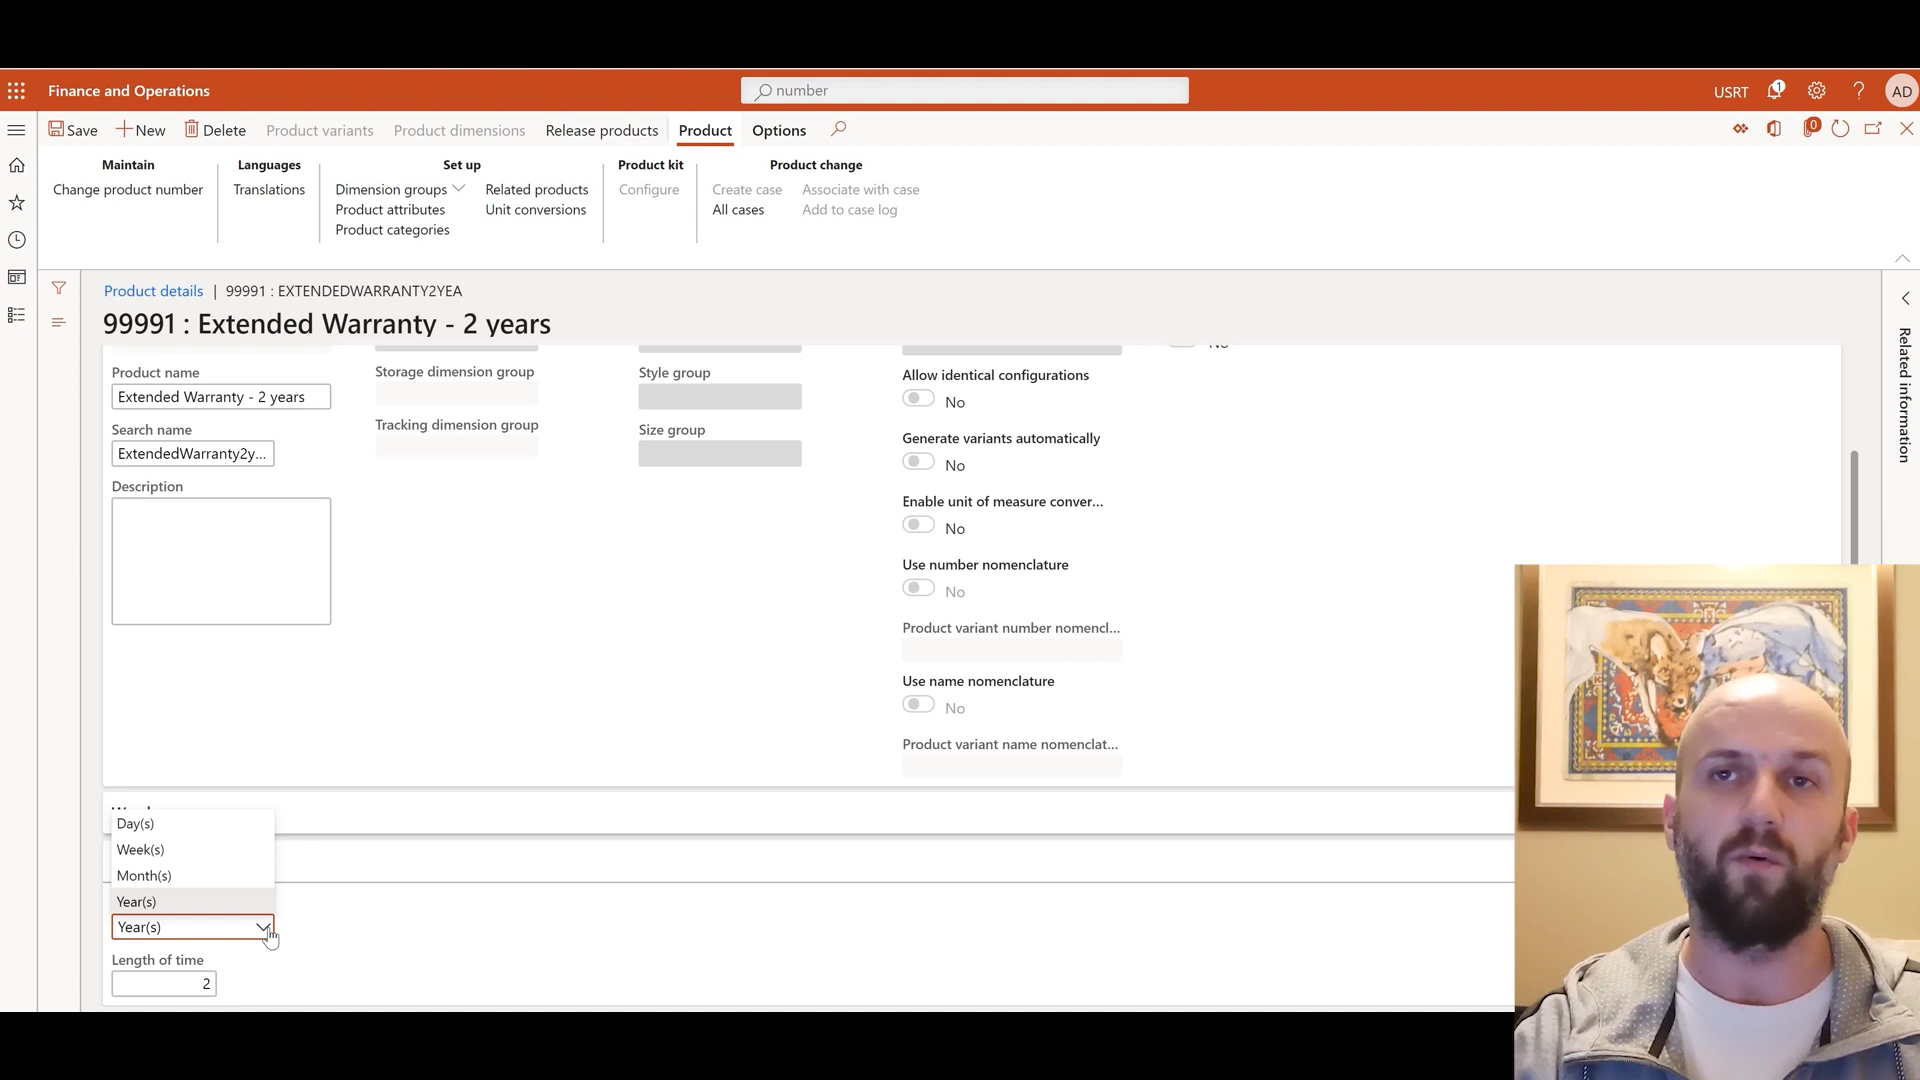 Finance and Operations
number
USRT
1
AD
Save
New
Delete
Product variants
Product dimensions
Release products
Product
Options
0
Maintain
Change product number
Languages
Translations
Set up
Dimension groups
Product attributes
Product categories
Related products
Unit conversions
Product kit
Configure
Product change
Create case
All cases
Associate with case
Add to case log
Product details | 99991 : EXTENDEDWARRANTY2YEA
99991 : Extended Warranty - 2 years
Related information
Product name
Extended Warranty - 2 years
Search name
ExtendedWarranty2y...
Description
Storage dimension group
Tracking dimension group
Style group
Size group
No
Allow identical configurations
No
Generate variants automatically
No
Enable unit of measure conver...
No
Use number nomenclature
No
Product variant number nomencl...
Use name nomenclature
No
Product variant name nomenclat...
Day(s)
Week(s)
Month(s)
Year(s)
Year(s)
Length of time
2